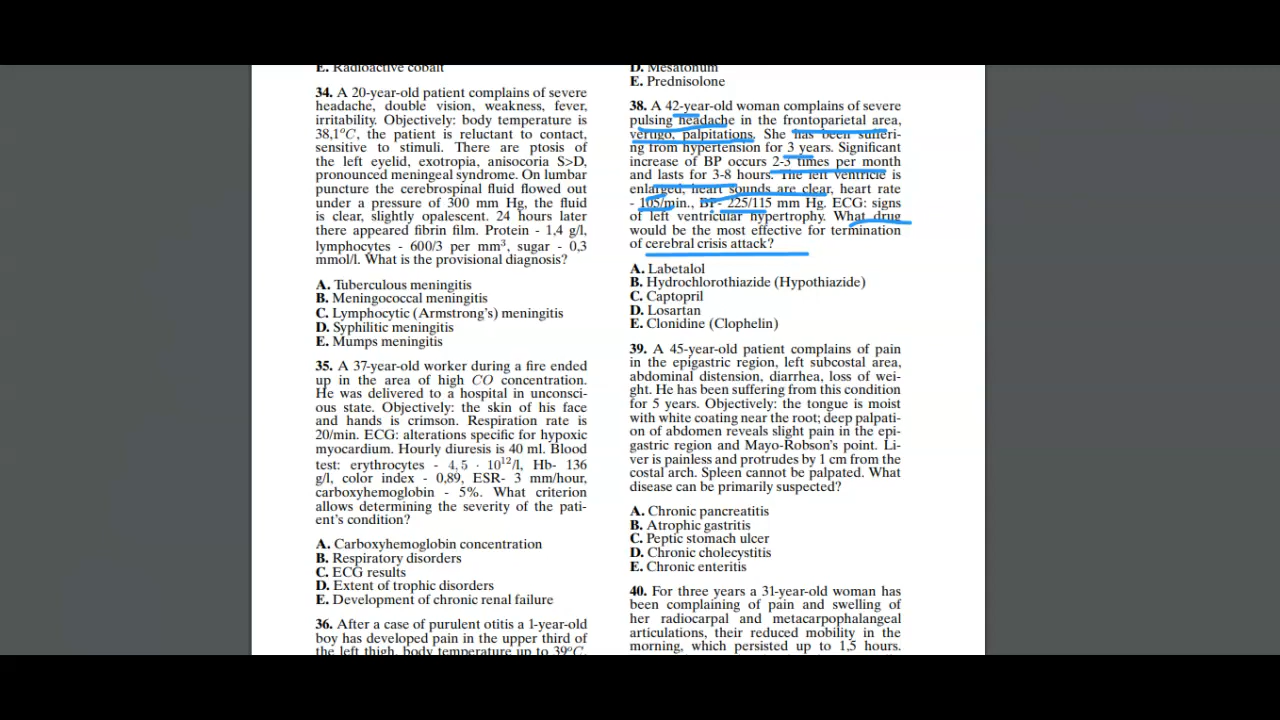 E. Radioactive cobalt
34. A 20-year-old patient complains of severe
headache, double vision, weakness, fever,
irritability. Objectively: body temperature is
38,1°C, the patient is reluctant to contact,
sensitive to stimuli. There are ptosis of
the left eyelid, exotropia, anisocoria S>D,
pronounced meningeal syndrome. On lumbar
puncture the cerebrospinal fluid flowed out
under a pressure of 300 mm Hg, the fluid
is clear, slightly opalescent. 24 hours later
there appeared fibrin film. Protein - 1,4 g/l,
lymphocytes - 600/3 per mm³, sugar - 0,3
mmol/l. What is the provisional diagnosis?
A. Tuberculous meningitis
B. Meningococcal meningitis
C. Lymphocytic (Armstrong's) meningitis
D. Syphilitic meningitis
E. Mumps meningitis
35. A 37-year-old worker during a fire ended
up in the area of high CO concentration.
He was delivered to a hospital in unconsci-
ous state. Objectively: the skin of his face
and hands is crimson. Respiration rate is
20/min. ECG: alterations specific for hypoxic
myocardium. Hourly diuresis is 40 ml. Blood
test: erythrocytes - 4,5 · 10¹²/l, Hb- 136
g/l, color index - 0,89, ESR- 3 mm/hour,
carboxyhemoglobin - 5%. What criterion
allows determining the severity of the pati-
ent's condition?
A. Carboxyhemoglobin concentration
B. Respiratory disorders
C. ECG results
D. Extent of trophic disorders
E. Development of chronic renal failure
36. After a case of purulent otitis a 1-year-old
boy has developed pain in the upper third of
the left thigh, body temperature up to 39°C.
D. Mesatonum
E. Prednisolone
38. A 42-year-old woman complains of severe
pulsing headache in the frontoparietal area,
vertigo, palpitations. She has been sufferi-
ng from hypertension for 3 years. Significant
increase of BP occurs 2-3 times per month
and lasts for 3-8 hours. The left ventricle is
enlarged, heart sounds are clear, heart rate
- 105/min., BP- 225/115 mm Hg. ECG: signs
of left ventricular hypertrophy. What drug
would be the most effective for termination
of cerebral crisis attack?
A. Labetalol
B. Hydrochlorothiazide (Hypothiazide)
C. Captopril
D. Losartan
E. Clonidine (Clophelin)
39. A 45-year-old patient complains of pain
in the epigastric region, left subcostal area,
abdominal distension, diarrhea, loss of wei-
ght. He has been suffering from this condition
for 5 years. Objectively: the tongue is moist
with white coating near the root; deep palpati-
on of abdomen reveals slight pain in the epi-
gastric region and Mayo-Robson's point. Li-
ver is painless and protrudes by 1 cm from the
costal arch. Spleen cannot be palpated. What
disease can be primarily suspected?
A. Chronic pancreatitis
B. Atrophic gastritis
C. Peptic stomach ulcer
D. Chronic cholecystitis
E. Chronic enteritis
40. For three years a 31-year-old woman has
been complaining of pain and swelling of
her radiocarpal and metacarpophalangeal
articulations, their reduced mobility in the
morning, which persisted up to 1,5 hours.